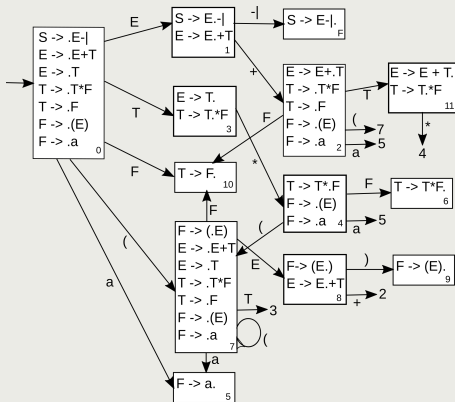 S -> .E-|
E -> .E+T
E -> .T
T -> .T*F
T -> .F
F -> .(E)
F -> .a
0
E
S -> E.-|
E -> E.+T
1
-|
S -> E-|.
F
+
T
E -> T.
T -> T.*F
3
F
T -> F.
10
F
E -> E+.T
T -> .T*F
T -> .F
F -> .(E)
F -> .a
2
T
E -> E + T.
T -> T.*F
11
*
4
(
7
a
5
*
T -> T*.F
F -> .(E)
F -> .a
4
F
T -> T*F.
6
a
5
(
F
F -> (.E)
E -> .E+T
E -> .T
T -> .T*F
T -> .F
F -> .(E)
F -> .a
7
E
F-> (E.)
E -> E.+T
8
)
F -> (E).
9
+
2
T
3
(
(
a
a
F -> a.
5